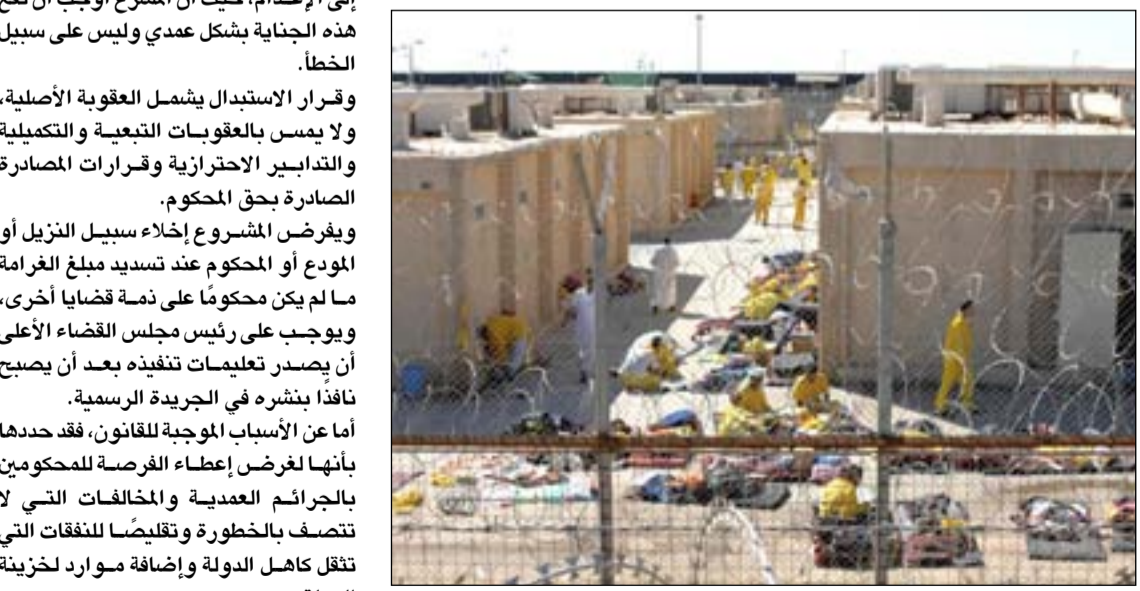 إلى الإعدام، حيث أن المشرع أوجب أن تقع
هذه الجناية بشكل عمدي وليس على سبيل
الخطأ.
وقرار الاستبدال يشمل العقوبة الأصلية،
ولا يمس بالعقوبات التبعية والتكميلية
والتدابير الاحترازية وقرارات المصادرة
الصادرة بحق المحكوم.
ويفرض المشروع إخلاء سبيل النزيل أو
المودع أو المحكوم عند تسديد مبلغ الغرامة
ما لم يكن محكومًا على ذمة قضايا أخرى،
ويوجب على رئيس مجلس القضاء الأعلى
أن يصدر تعليمات تنفيذه بعد أن يصبح
نافذًا بنشره في الجريدة الرسمية.
أما عن الأسباب الموجبة للقانون، فقد حددها
بأنها لغرض إعطاء الفرصة للمحكومين
بالجرائم العمدية والمخالفات التي لا
تتصف بالخطورة وتقليصًا للنفقات التي
تثقل كاهل الدولة وإضافة موارد لخزينة